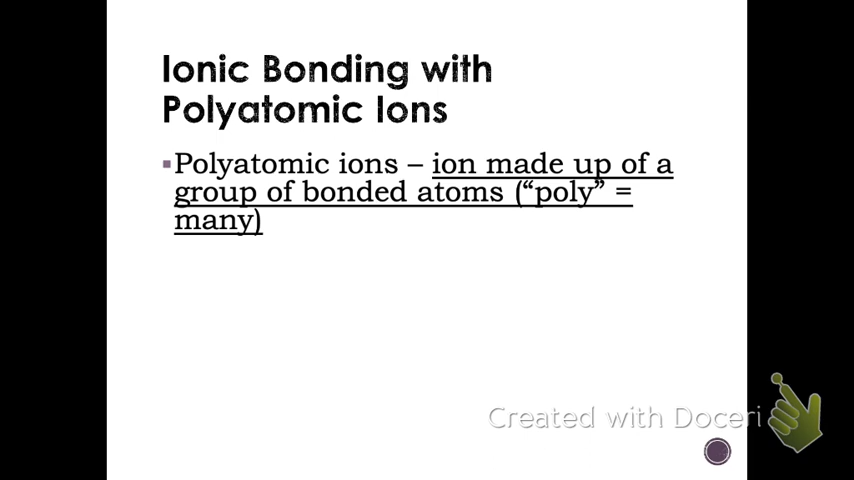 Ionic Bonding with
Polyatomic Ions
▪Polyatomic ions – ion made up of a
group of bonded atoms (“poly” =
many)
Created with Doceri